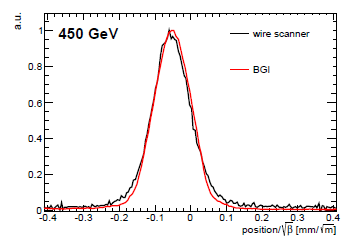 a.u.
450 GeV
wire scanner
BGI
1
0.8
0.6
0.4
0.2
0
-0.4 -0.3 -0.2 -0.1 0 0.1 0.2 0.3 0.4
position/√β [mm/√m]